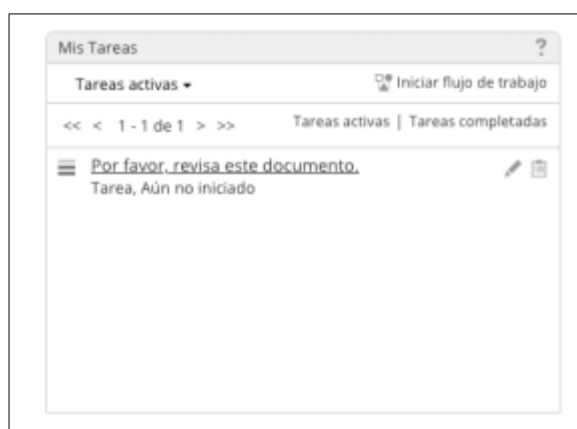 Mis Tareas ?
Tareas activas Iniciar flujo de trabajo
<< < 1 - 1 de 1 > >> Tareas activas | Tareas completadas
Por favor, revisa este documento.
Tarea, Aún no iniciado